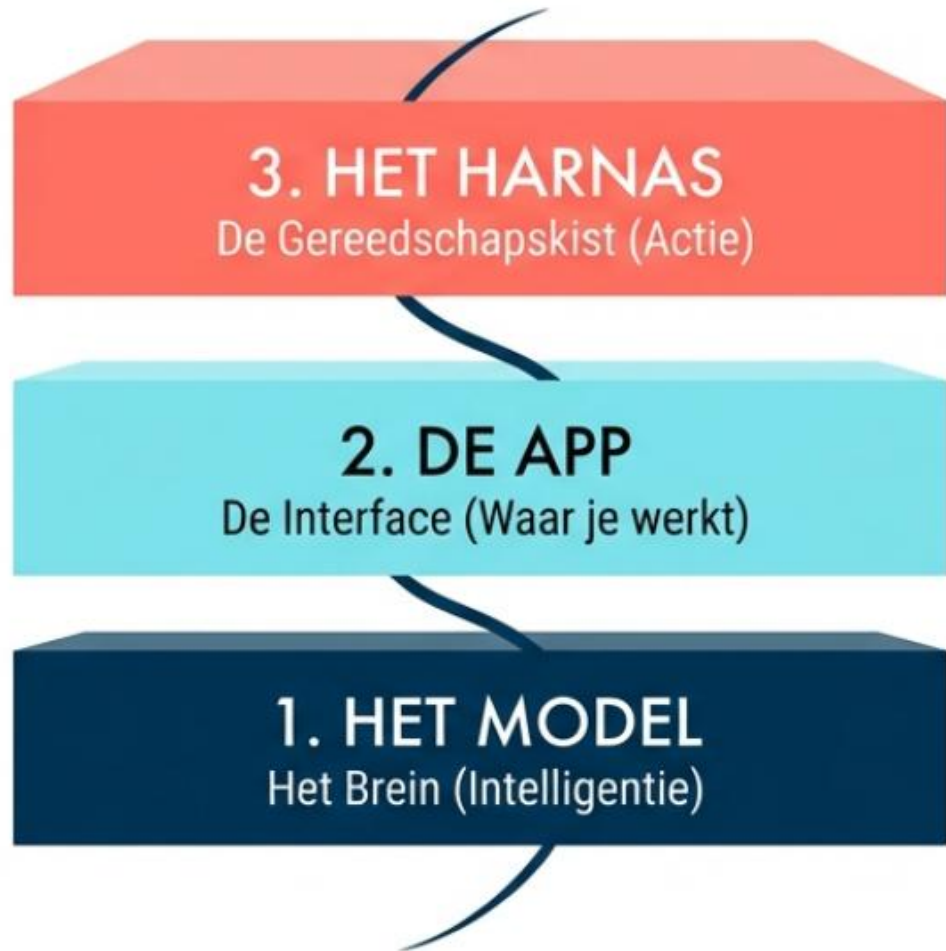 3. HET HARNAS
De Gereedschapskist (Actie)
2. DE APP
De Interface (Waar je werkt)
1. HET MODEL
Het Brein (Intelligentie)